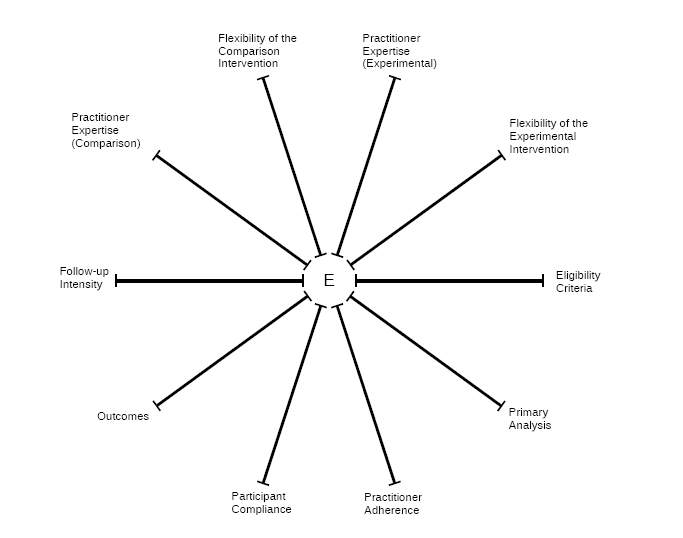 Flexibility of the
Comparison
Intervention
Practitioner
Expertise
(Experimental)
Practitioner
Expertise
(Comparison)
Flexibility of the
Experimental
Intervention
Follow-up
Intensity
E
Eligibility
Criteria
Outcomes
Primary
Analysis
Participant
Compliance
Practitioner
Adherence